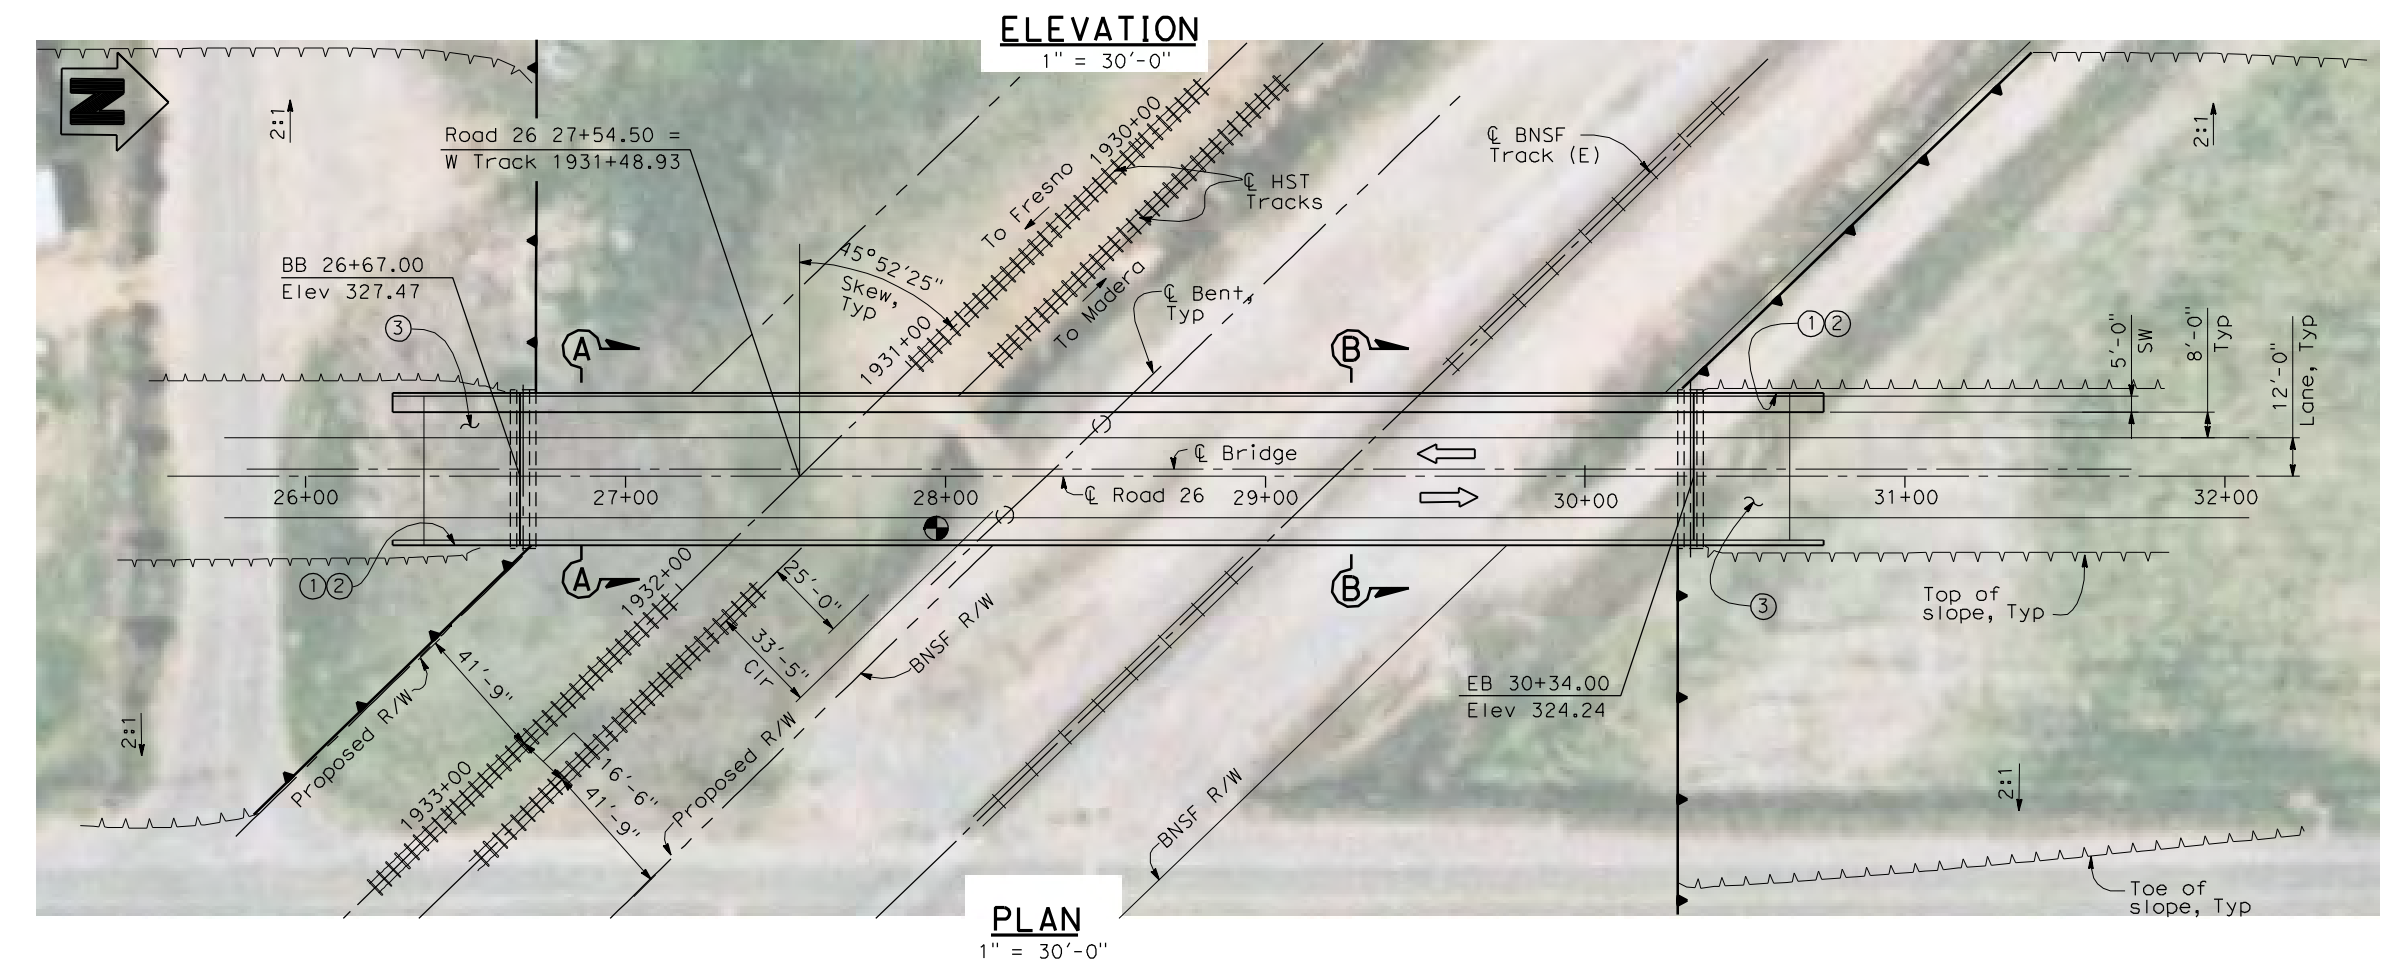 ELEVATION
1" = 30'-0"
N
2:1
Road 26 27+54.50 =
W Track 1931+48.93
BB 26+67.00
Elev 327.47
3
1930+00
To Fresno
℄ HST
Tracks
℄ BNSF
Track (E)
2:1
45°52'25"
Skew,
Typ
To Madera
℄ Bent,
Typ
1931+00
A
B
1 2
5'-0"
SW
8'-0"
Typ
12'-0"
Lane, Typ
℄ Bridge
℄ Road 26
26+00
27+00
28+00
29+00
30+00
31+00
32+00
1 2
A
B
3
1932+00
25'-0"
33'-5"
Clr
BNSF R/W
Top of
slope, Typ
41'-9"
Proposed R/W
EB 30+34.00
Elev 324.24
2:1
1933+00
16'-6"
41'-9"
Proposed R/W
BNSF R/W
2:1
Toe of
slope, Typ
PLAN
1" = 30'-0"